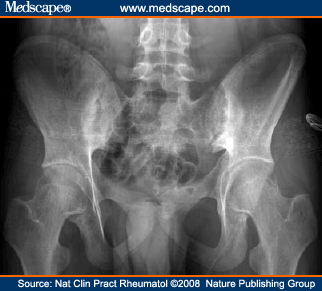 Medscape® www.medscape.com
Source: Nat Clin Pract Rheumatol ©2008 Nature Publishing Group